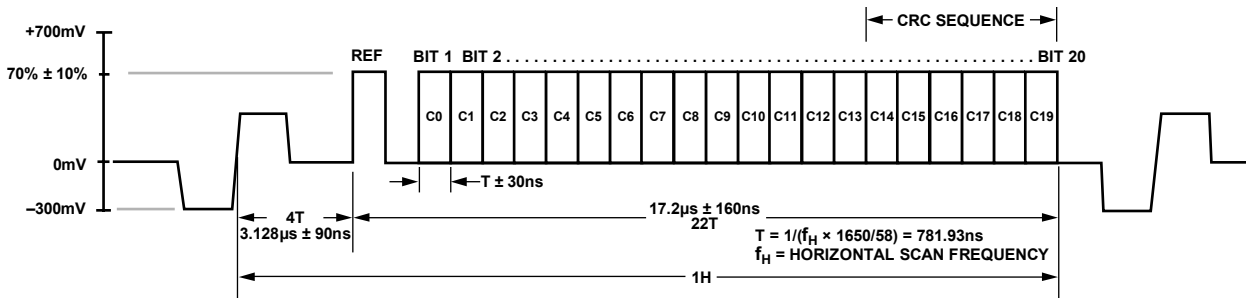 +700mV
70% ± 10%
0mV
–300mV
CRC SEQUENCE
REF
BIT 1 BIT 2 . . . . . . . . . . . . . . . . . . . . . . . . . . . . . . . . . . . . . . . . . . . . . . . . . . . . . . . . . . . . . . . . . . BIT 20
C0 C1 C2 C3 C4 C5 C6 C7 C8 C9 C10 C11 C12 C13 C14 C15 C16 C17 C18 C19
T ± 30ns
4T
3.128µs ± 90ns
17.2µs ± 160ns
22T
T = 1/(fH × 1650/58) = 781.93ns
fH = HORIZONTAL SCAN FREQUENCY
1H